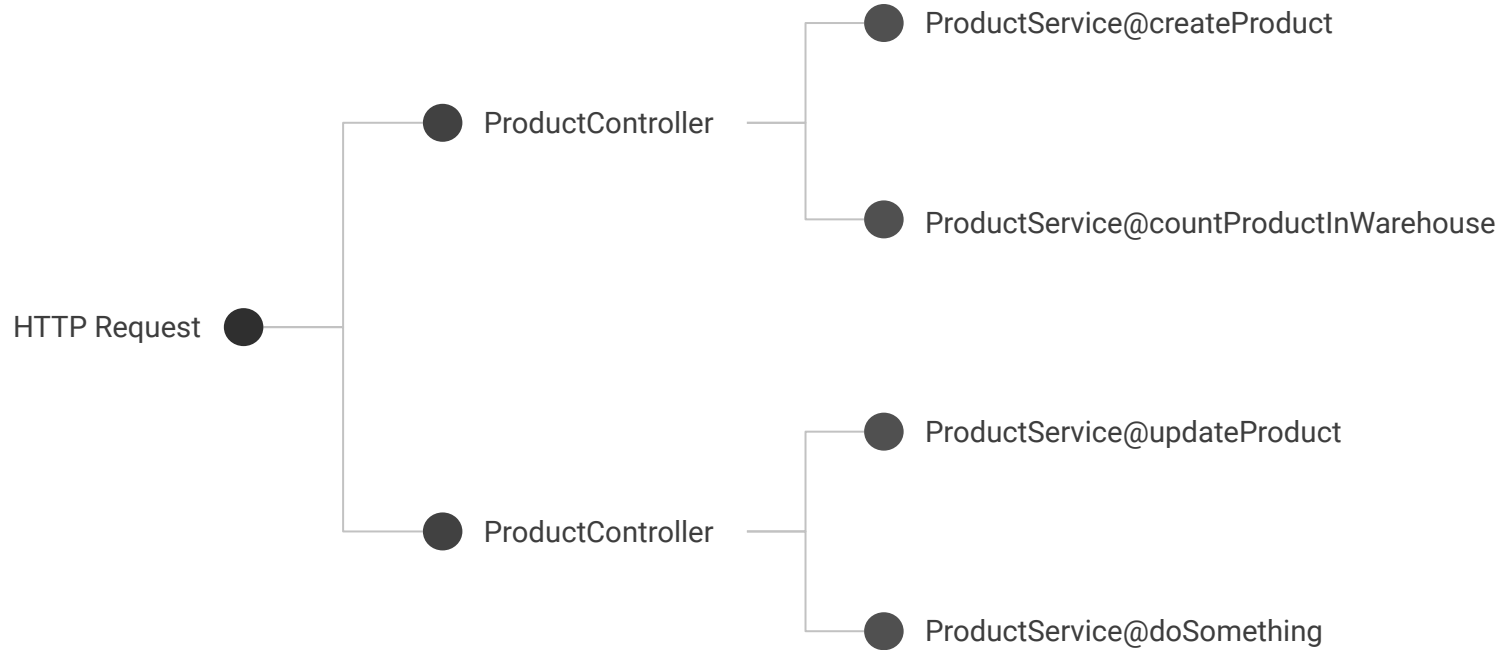 ProductService@createProduct
ProductController
ProductService@countProductInWarehouse
HTTP Request
ProductService@updateProduct
ProductController
ProductService@doSomething